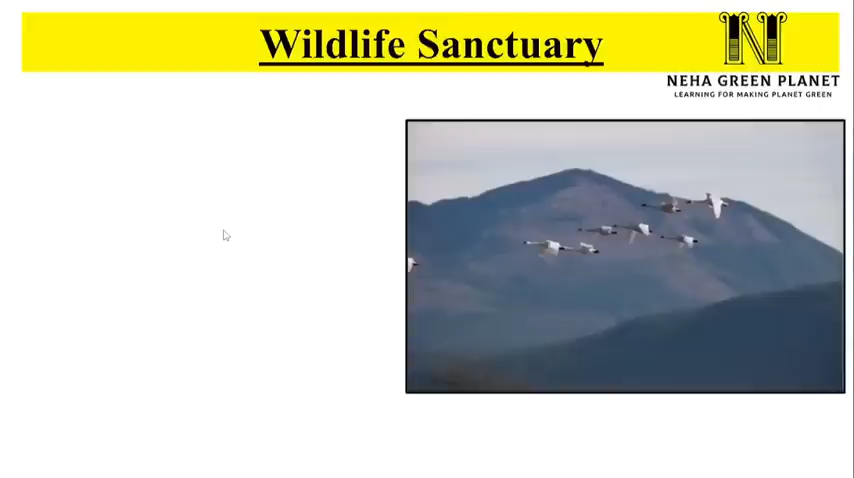 Wildlife Sanctuary
N
NEHA GREEN PLANET
LEARNING FOR MAKING PLANET GREEN